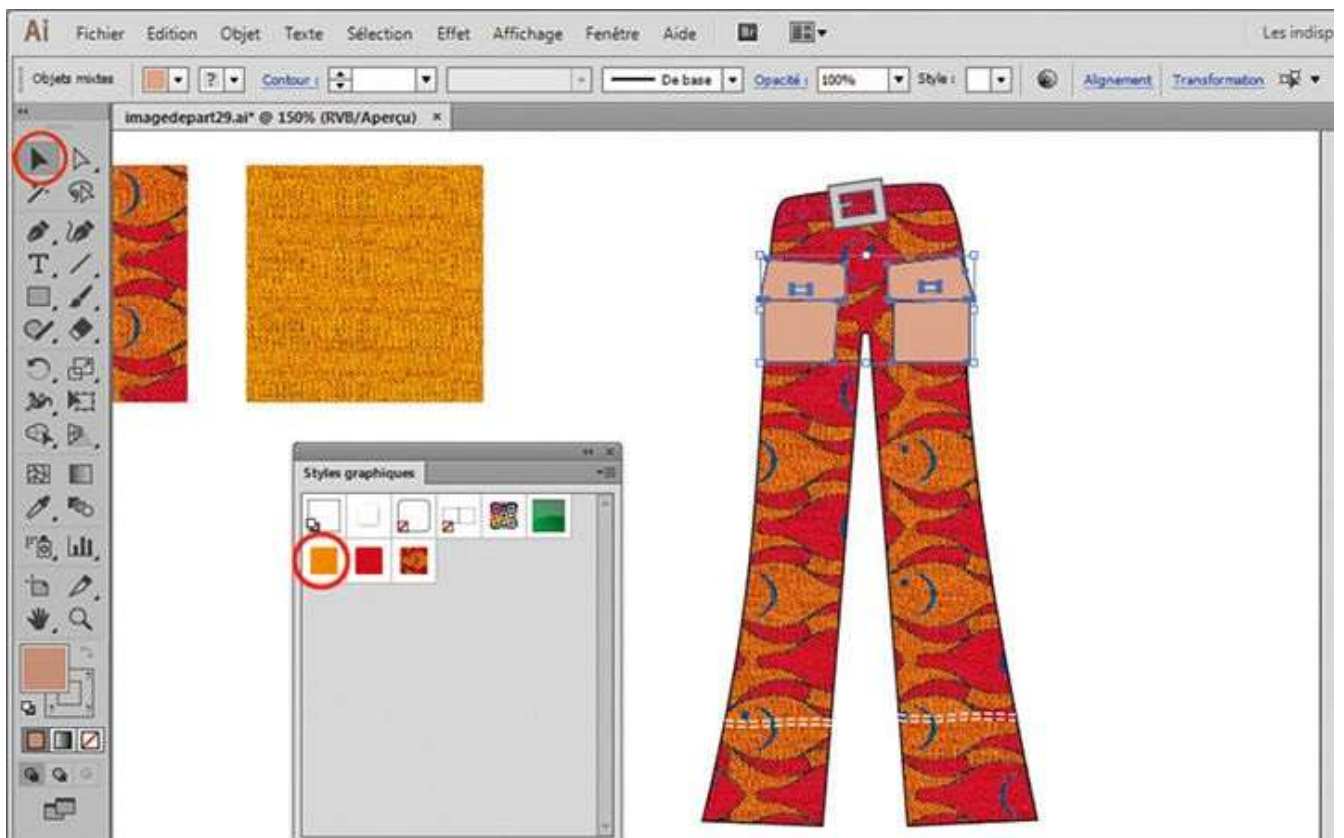 Ai Fichier Edition Objet Texte Sélection Effet Affichage Fenêtre Aide Br Les indisp
Objets mixtes ? Contour : De base Opacité : 100% Style : Alignement Transformation
imagedepart29.ai* @ 150% (RVB/Aperçu) ×
Styles graphiques